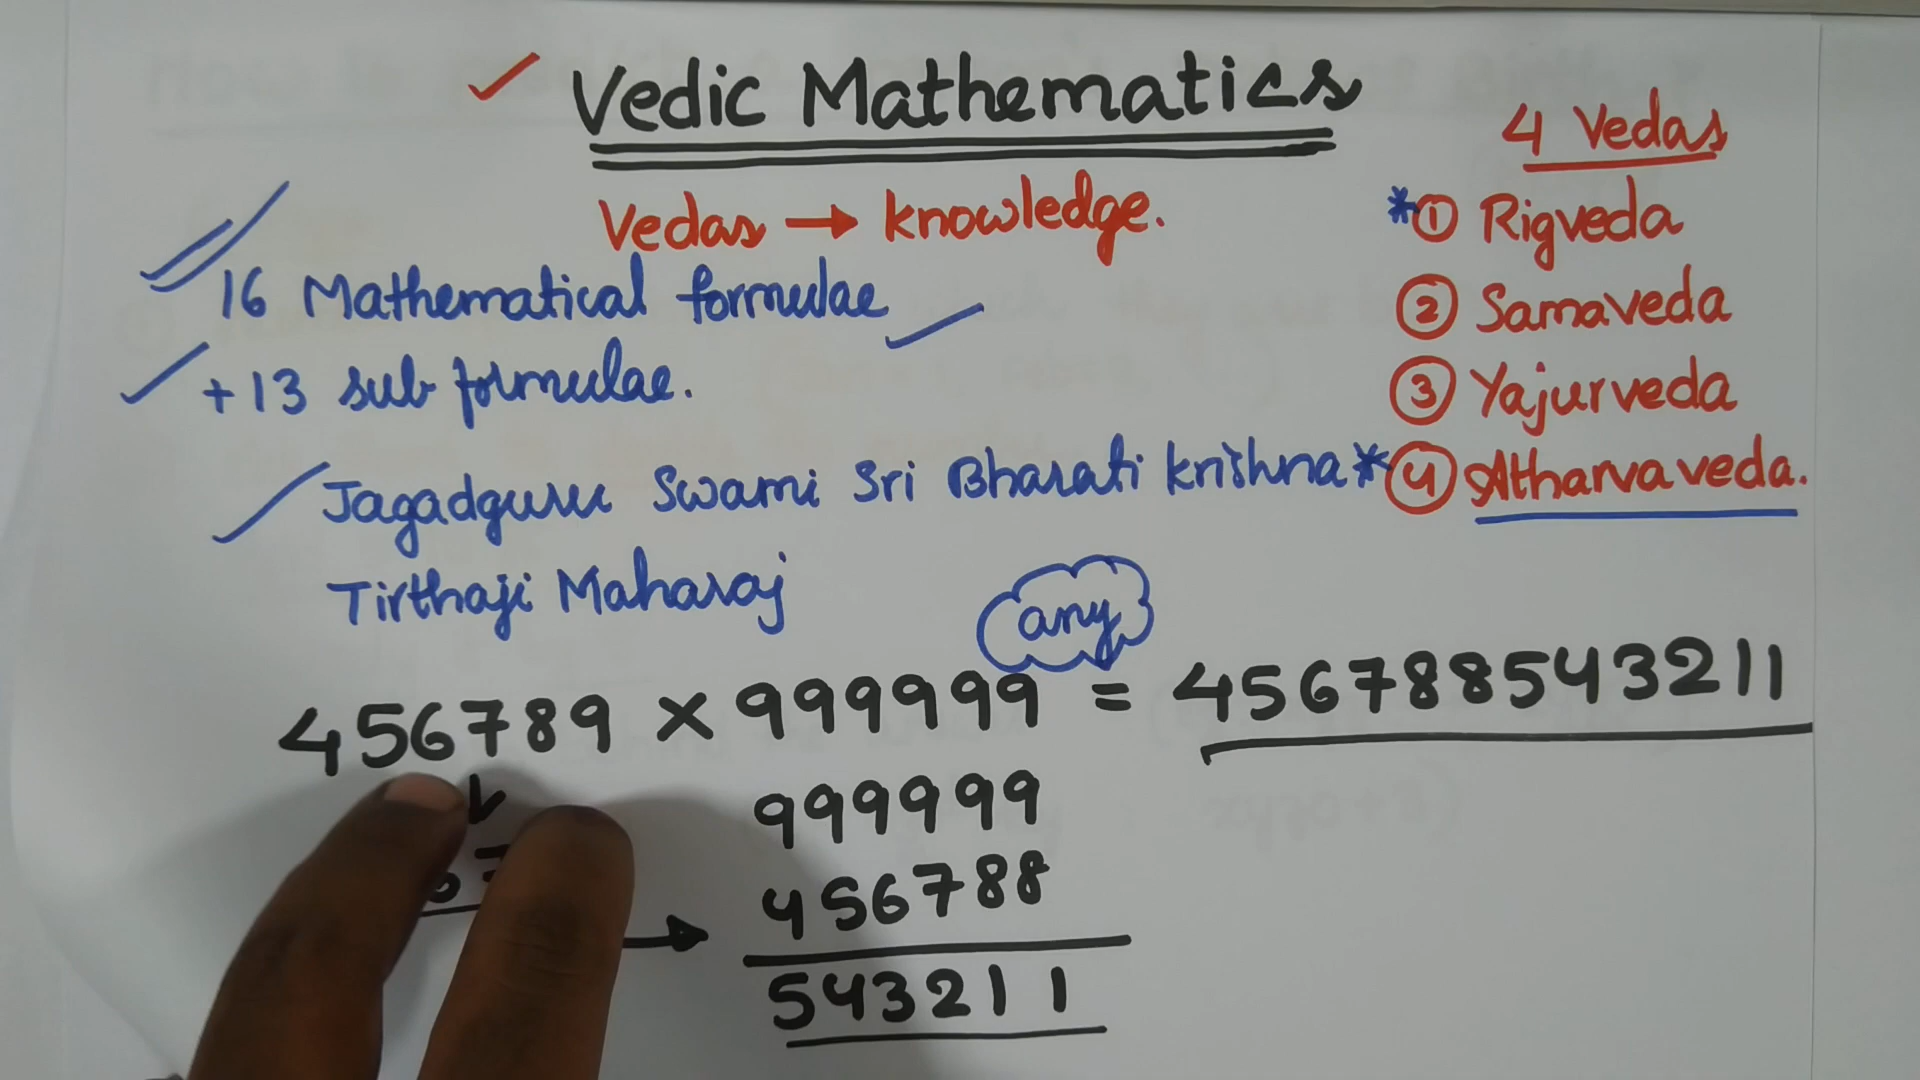 Vedic Mathematics
Vedas → knowledge.
16 Mathematical formulae
+13 sub formulae.
Jagadguru Swami Sri Bharati Krishna
Tirthaji Maharaj
4 Vedas
*① Rigveda
② Samaveda
③ Yajurveda
*④ Atharvaveda.
any
456789 × 999999 = 456788543211
999999
456788
543211